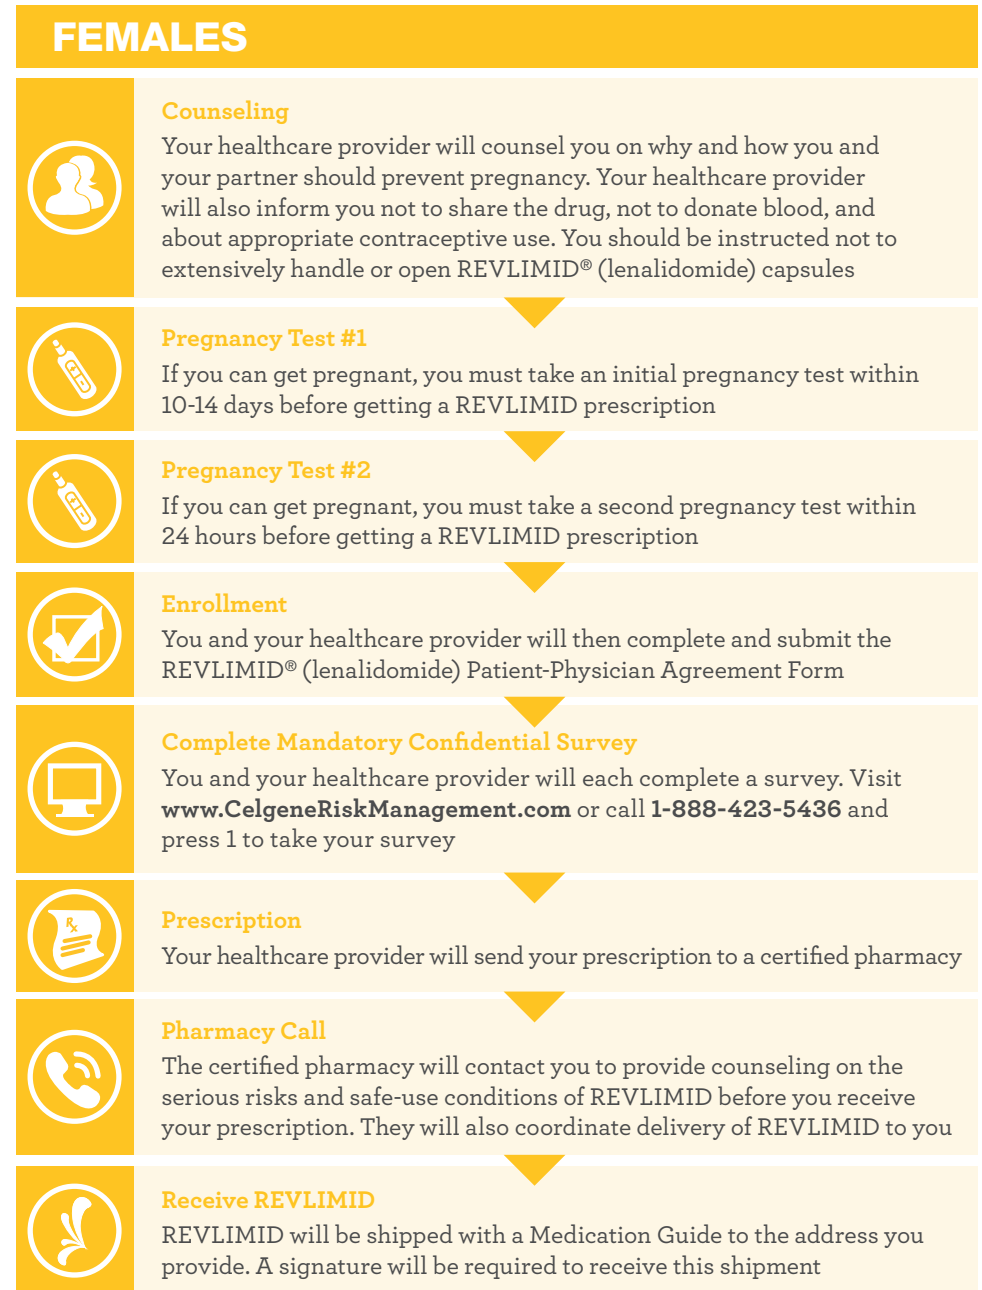 FEMALES
Counseling
Your healthcare provider will counsel you on why and how you and
your partner should prevent pregnancy. Your healthcare provider
will also inform you not to share the drug, not to donate blood, and
about appropriate contraceptive use. You should be instructed not to
extensively handle or open REVLIMID® (lenalidomide) capsules
Pregnancy Test #1
If you can get pregnant, you must take an initial pregnancy test within
10-14 days before getting a REVLIMID prescription
Pregnancy Test #2
If you can get pregnant, you must take a second pregnancy test within
24 hours before getting a REVLIMID prescription
Enrollment
You and your healthcare provider will then complete and submit the
REVLIMID® (lenalidomide) Patient-Physician Agreement Form
Complete Mandatory Confidential Survey
You and your healthcare provider will each complete a survey. Visit
www.CelgeneRiskManagement.com or call 1-888-423-5436 and
press 1 to take your survey
Rx
Prescription
Your healthcare provider will send your prescription to a certified pharmacy
Pharmacy Call
The certified pharmacy will contact you to provide counseling on the
serious risks and safe-use conditions of REVLIMID before you receive
your prescription. They will also coordinate delivery of REVLIMID to you
Receive REVLIMID
REVLIMID will be shipped with a Medication Guide to the address you
provide. A signature will be required to receive this shipment